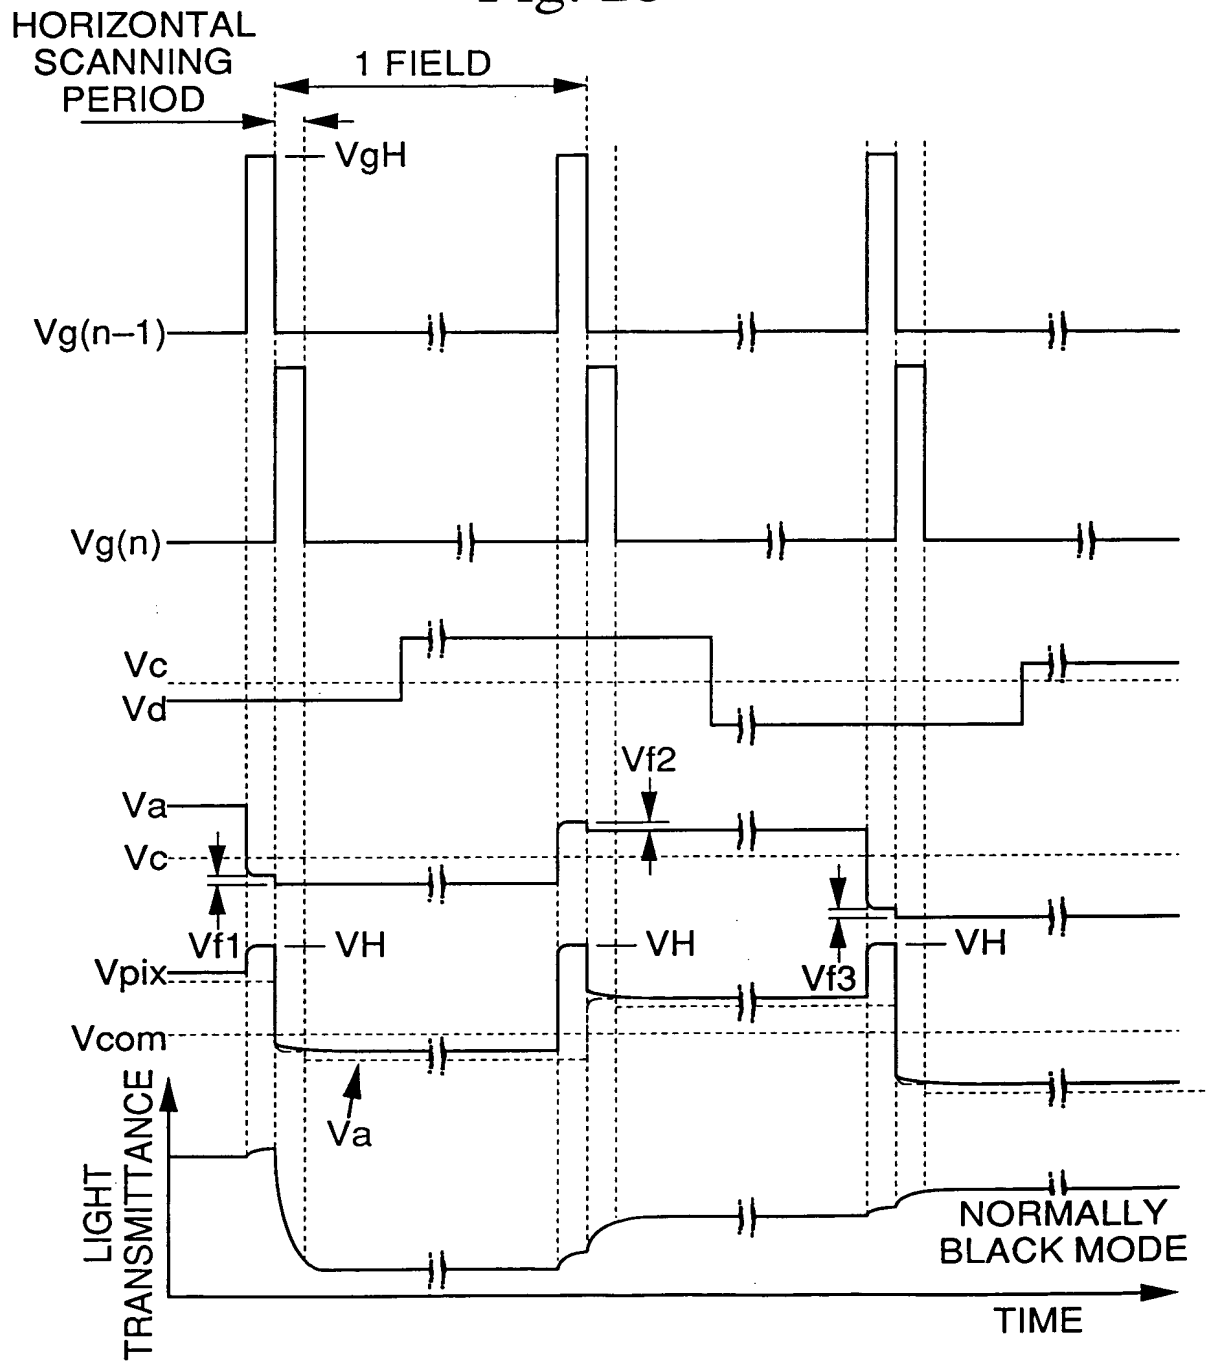 HORIZONTAL
SCANNING
PERIOD
1 FIELD
VgH
Vg(n–1)
Vg(n)
Vc
Vd
Vf2
Va
Vc
Vf1
VH
VH
VH
Vpix
Vf3
Vcom
Va
LIGHT
TRANSMITTANCE
NORMALLY
BLACK MODE
TIME